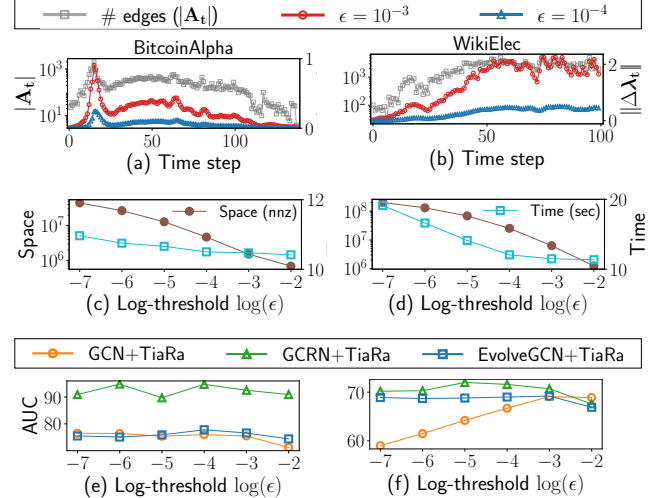 # edges (|A_t|) ϵ = 10^{-3} ϵ = 10^{-4}
BitcoinAlpha WikiElec
|A_t| 10^3 10^1 1 0
10^3 10^2 2 0 ‖Δλ_t‖
0 50 100 0 50 100
(a) Time step (b) Time step
Space 10^7 10^6 Space (nnz) 12 10
10^8 10^7 10^6 Time (sec) 20 10 Time
−7 −6 −5 −4 −3 −2 −7 −6 −5 −4 −3 −2
(c) Log-threshold log(ϵ) (d) Log-threshold log(ϵ)
GCN+TiaRa GCRN+TiaRa EvolveGCN+TiaRa
AUC 90 80 70 60
−7 −6 −5 −4 −3 −2 −7 −6 −5 −4 −3 −2
(e) Log-threshold log(ϵ) (f) Log-threshold log(ϵ)